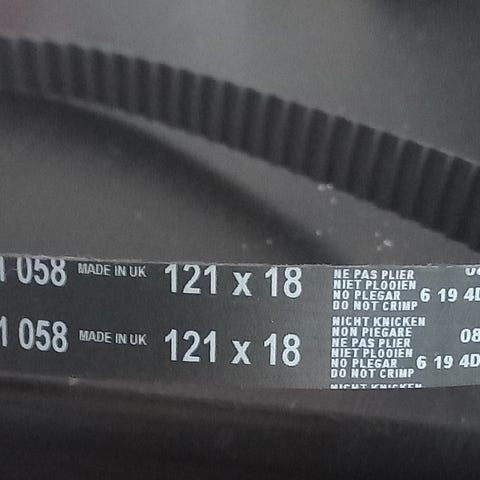 1 058 MADE IN UK 121 x 18
NE PAS PLIER
NIET PLOOIEN
NO PLEGAR 6 19 4D
DO NOT CRIMP
1 058 MADE IN UK 121 x 18
NICHT KNICKEN
NON PIEGARE 08
NE PAS PLIER
NIET PLOOIEN
NO PLEGAR 6 19 4D
DO NOT CRIMP
NICHT KNICKEN